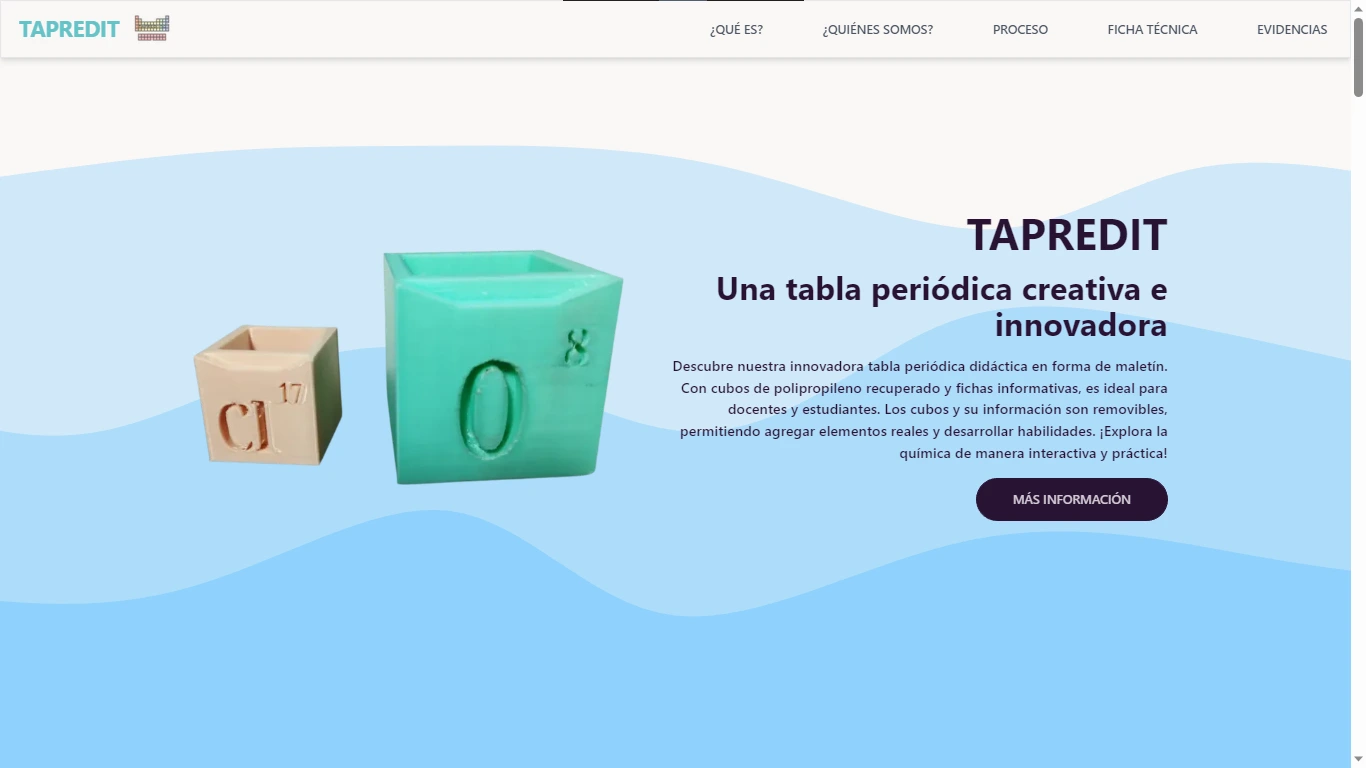 TAPREDIT
¿QUÉ ES? ¿QUIÉNES SOMOS? PROCESO FICHA TÉCNICA EVIDENCIAS
TAPREDIT
Una tabla periódica creativa e
innovadora
Descubre nuestra innovadora tabla periódica didáctica en forma de maletín.
Con cubos de polipropileno recuperado y fichas informativas, es ideal para
docentes y estudiantes. Los cubos y su información son removibles,
permitiendo agregar elementos reales y desarrollar habilidades. ¡Explora la
química de manera interactiva y práctica!
MÁS INFORMACIÓN
17
Cl
8
O